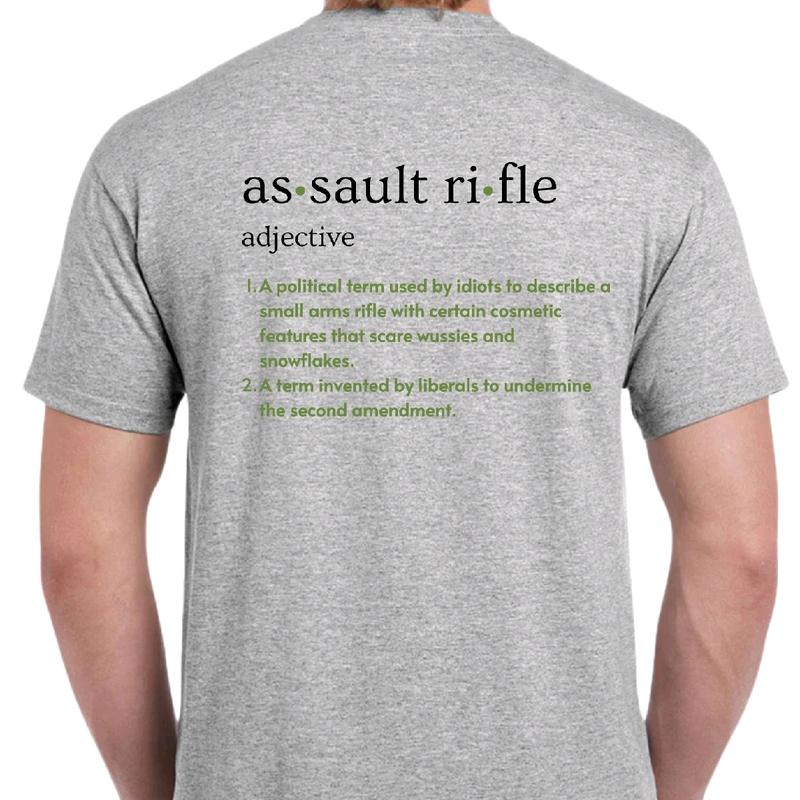 as•sault ri•fle
adjective
1. A political term used by idiots to describe a
small arms rifle with certain cosmetic
features that scare wussies and
snowflakes.
2. A term invented by liberals to undermine
the second amendment.